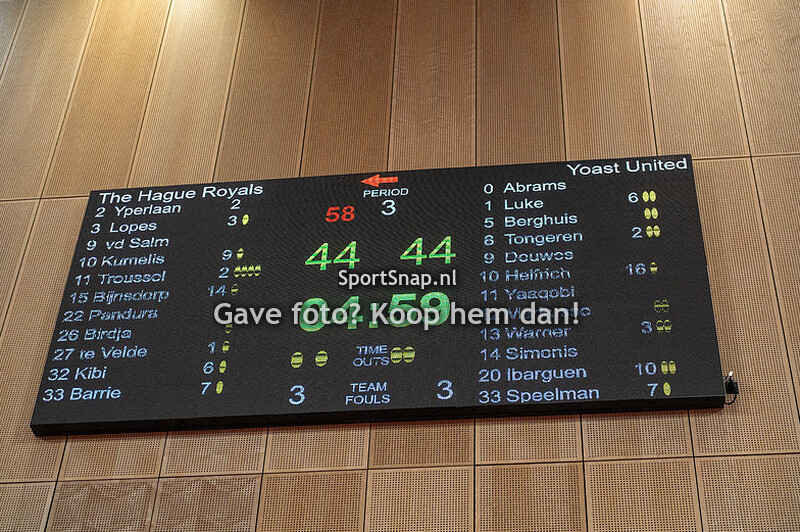 The Hague Royals
2 Yperlaan 2
3 Lopes 3
9 vd Salm
10 Kumelis 9
11 Troussol 2
15 Bijnsdorp 14
22 Pandura
26 Birdja
27 te Velde 1
32 Kibi 6
33 Barrie 7
PERIOD
58 3
44 44
SportSnap.nl
Gave foto? Koop hem dan!
04:59
TIME
OUTS
TEAM
3 FOULS 3
Yoast United
0 Abrams
1 Luke 6
5 Berghuis
8 Tongeren 2
9 Douwes
10 Helfrich 16
11 Yaaqobi
13 Warner 3
14 Simonis
20 Ibarguen 10
33 Speelman 7